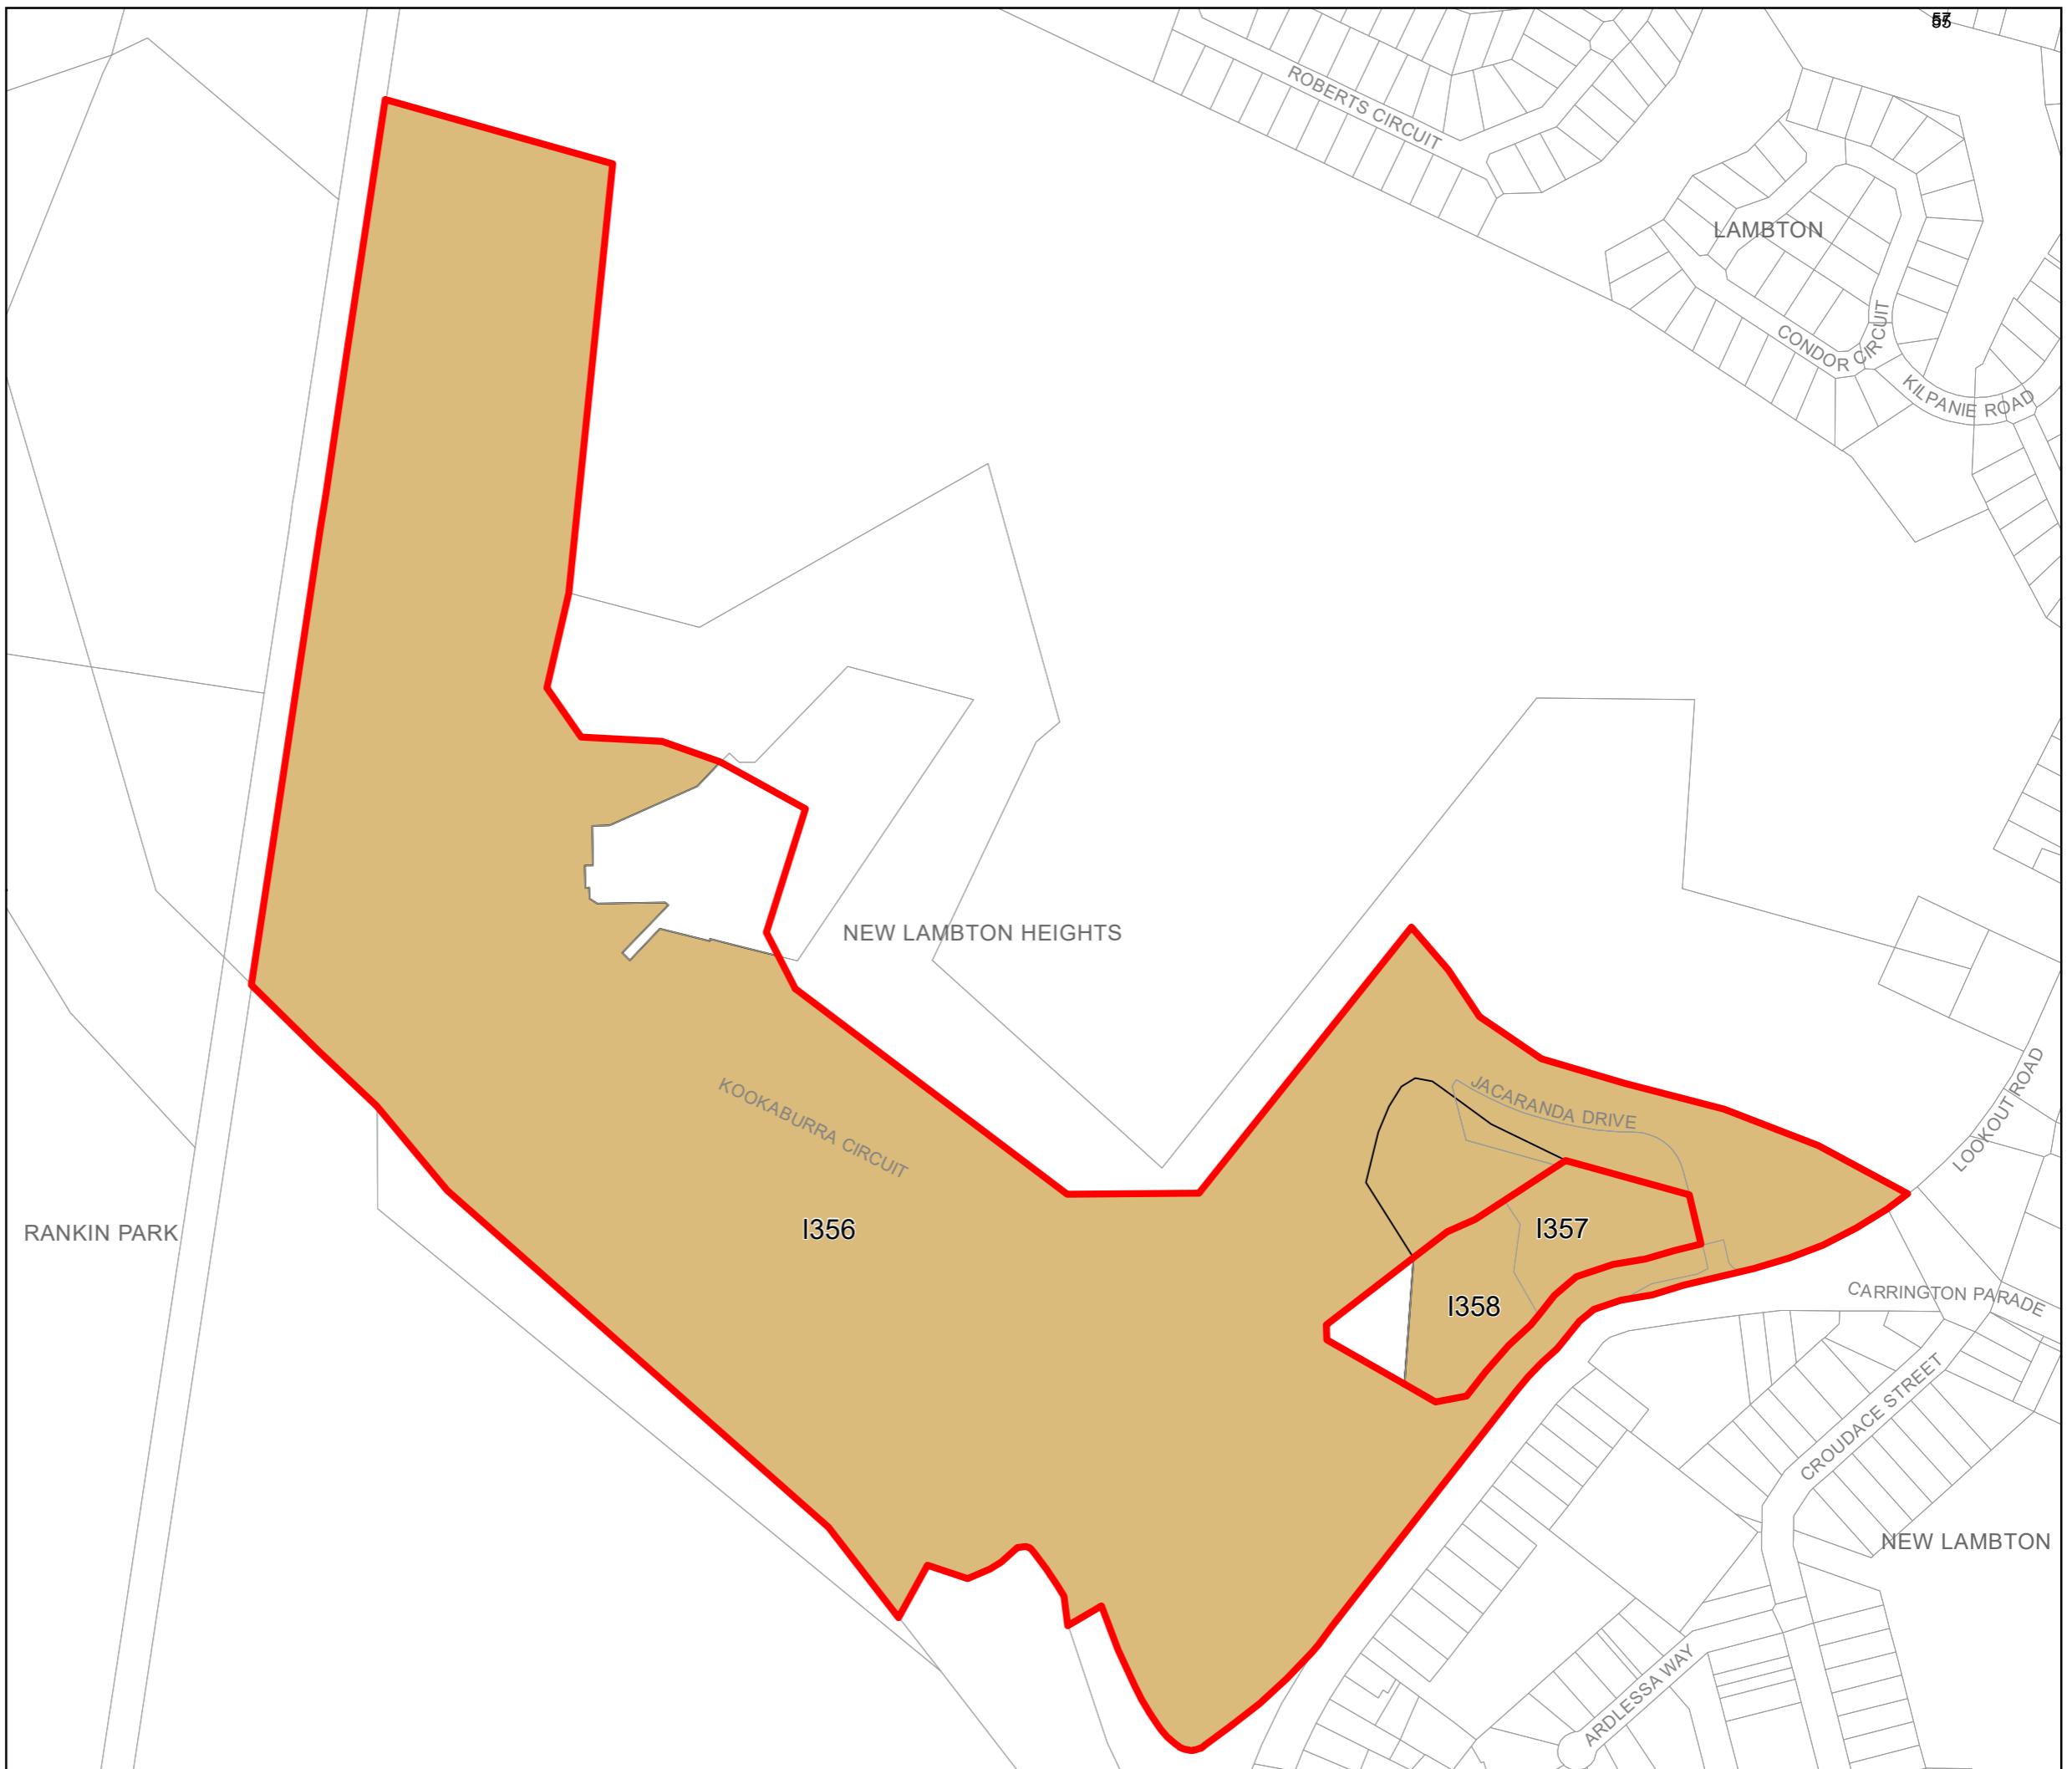 ROBERTS CIRCUIT
LAMBTON
CONDOR CIRCUIT
KILPANIE ROAD
NEW LAMBTON HEIGHTS
LOOKOUT ROAD
JACARANDA DRIVE
KOOKABURRA CIRCUIT
RANKIN PARK
I356
I357
I358
CARRINGTON PARADE
CROUDACE STREET
NEW LAMBTON
ARDLESSA WAY